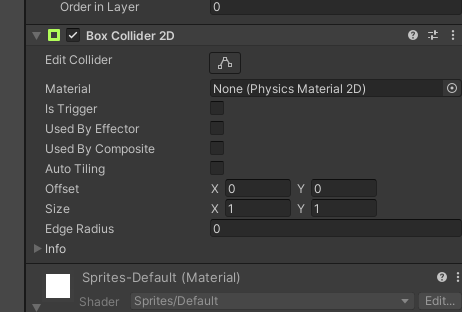 Order in Layer 0
Box Collider 2D
Edit Collider
Material None (Physics Material 2D)
Is Trigger
Used By Effector
Used By Composite
Auto Tiling
Offset X 0 Y 0
Size X 1 Y 1
Edge Radius 0
Info
Sprites-Default (Material)
Shader Sprites/Default Edit...